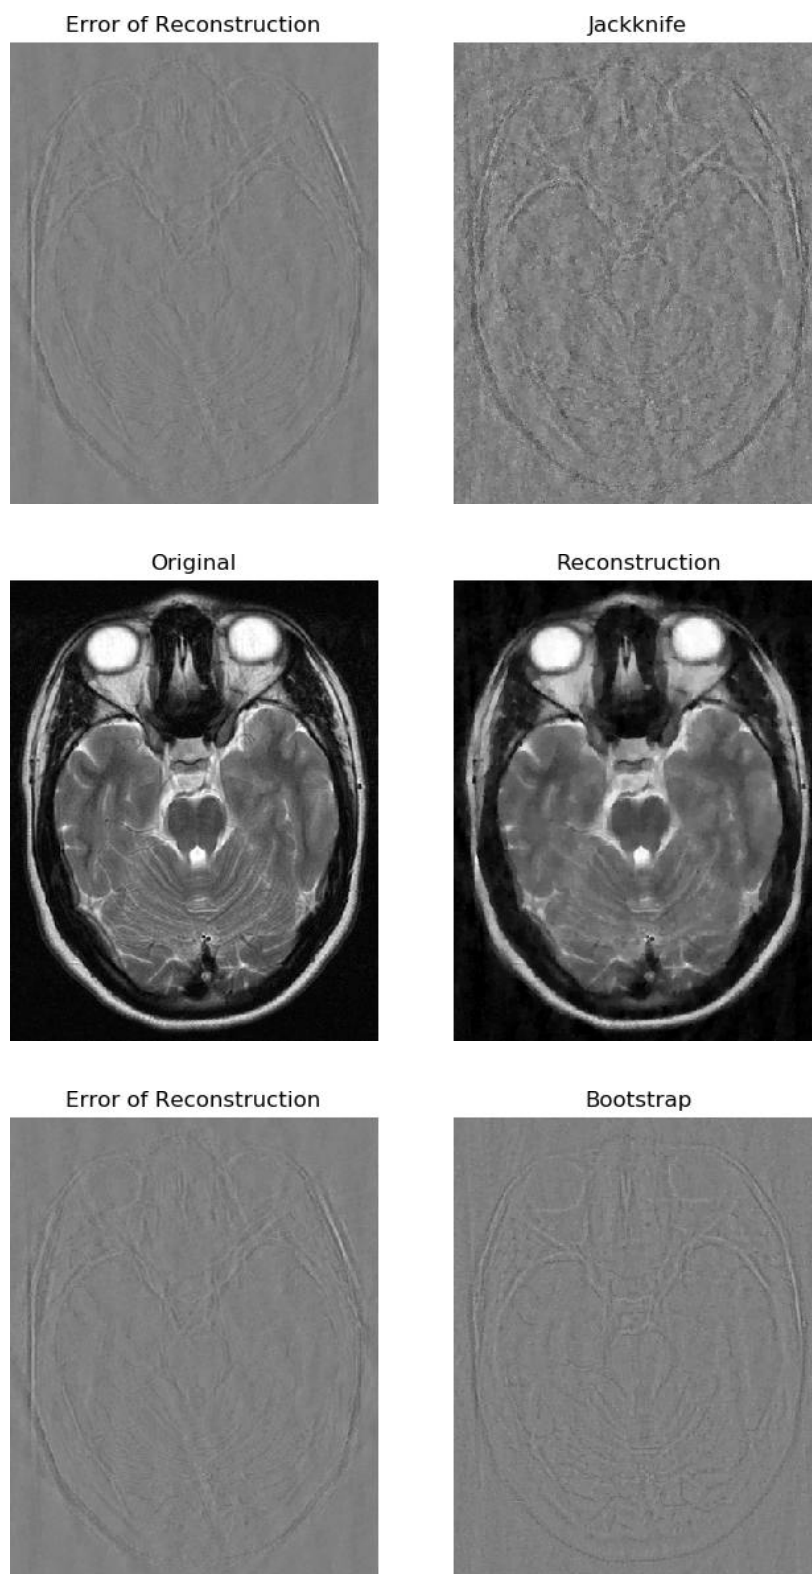 Error of Reconstruction
Jackknife
Original
Reconstruction
Error of Reconstruction
Bootstrap